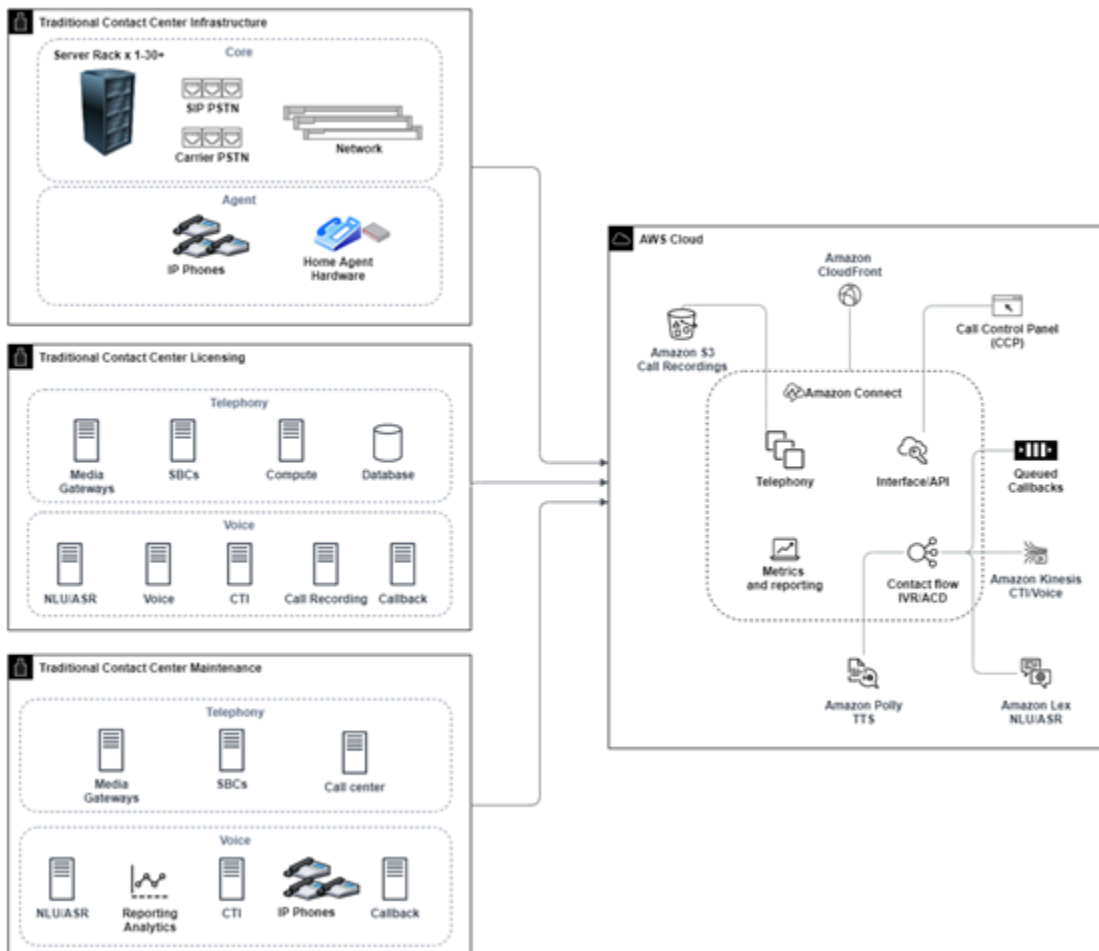 Traditional Contact Center Infrastructure
Core
Server Rack x 1-30+
SIP PSTN
Carrier PSTN
Network
Agent
IP Phones
Home Agent
Hardware
Traditional Contact Center Licensing
Telephony
Media
Gateways
SBCs
Compute
Database
Voice
NLU/ASR
Voice
CTI
Call Recording
Callback
Traditional Contact Center Maintenance
Telephony
Media
Gateways
SBCs
Call center
Voice
NLU/ASR
Reporting
Analytics
CTI
IP Phones
Callback
AWS Cloud
Amazon
CloudFront
Amazon S3
Call Recordings
Call Control Panel
(CCP)
Amazon Connect
Telephony
Interface/API
Queued
Callbacks
Metrics
and reporting
Contact flow
IVR/ACD
Amazon Kinesis
CTI/Voice
Amazon Polly
TTS
Amazon Lex
NLU/ASR